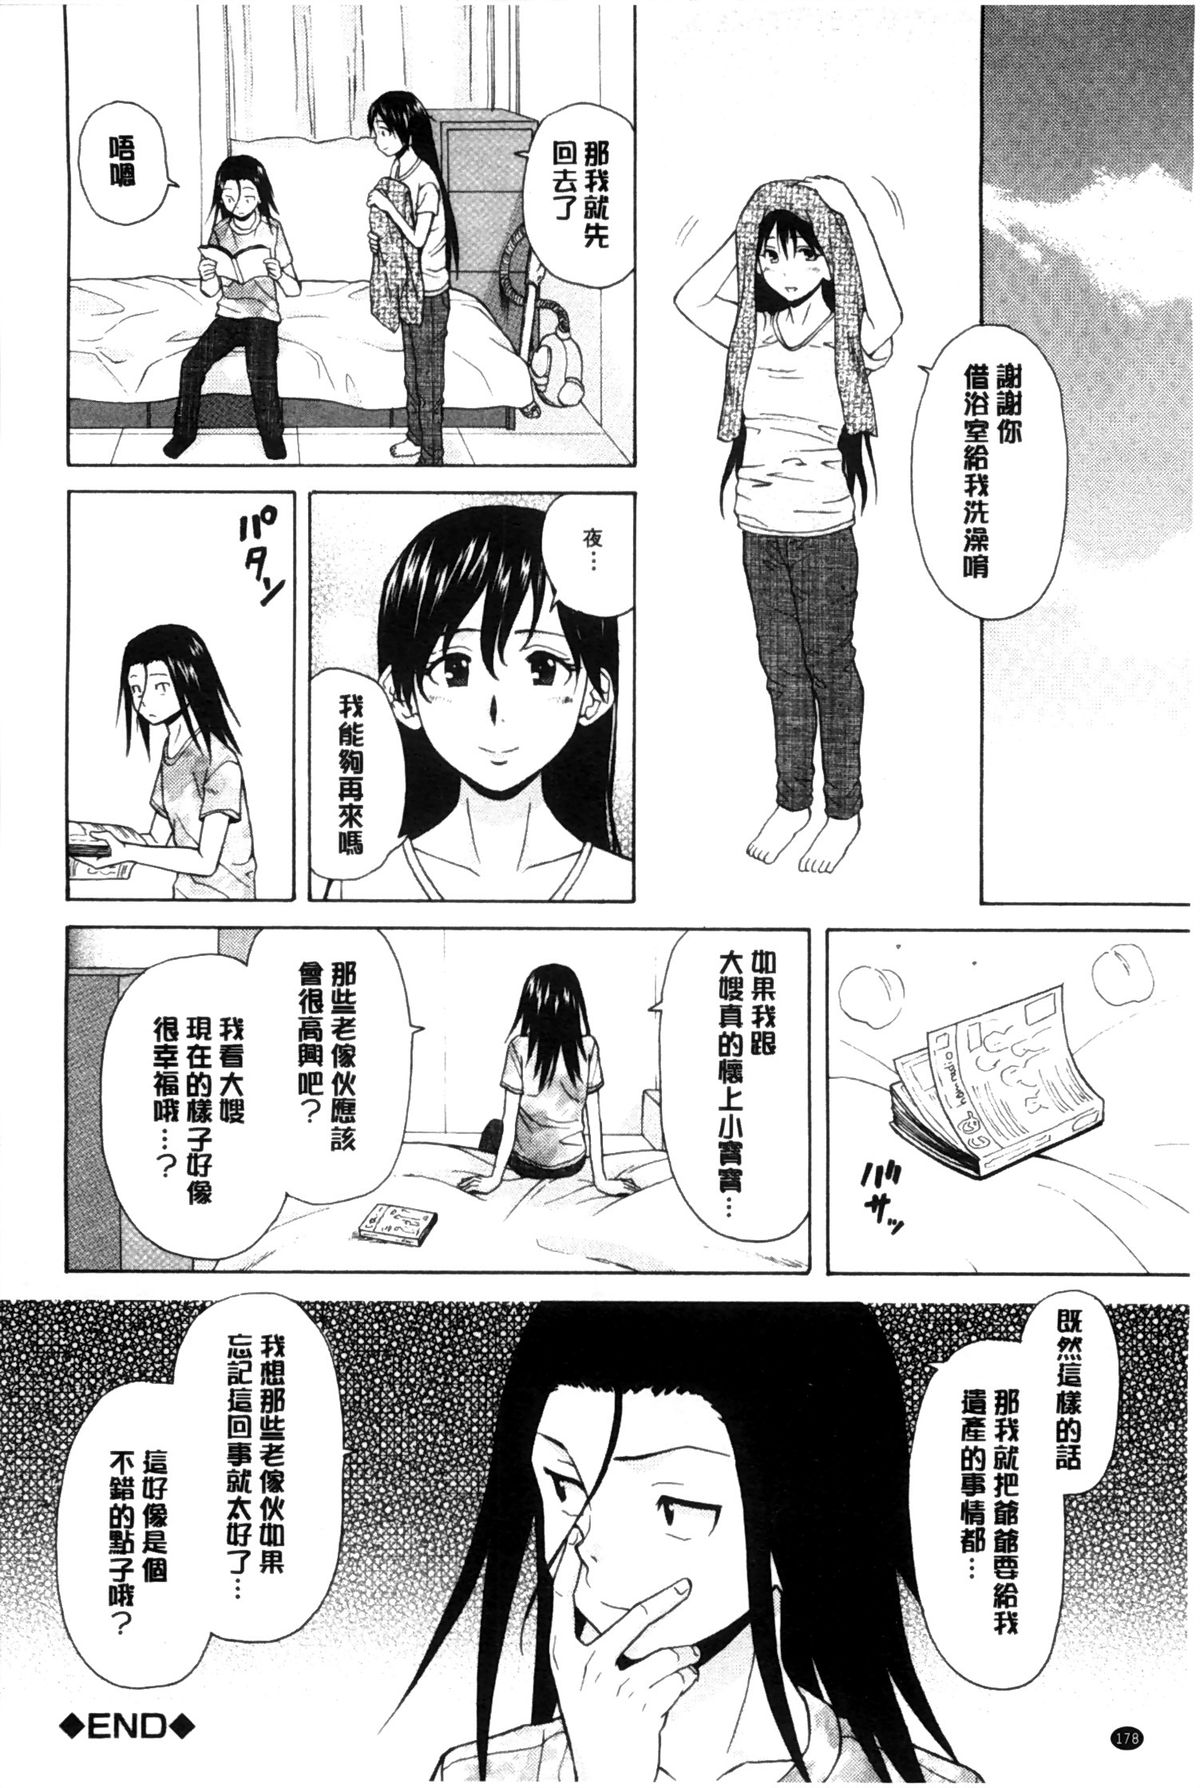 謝謝你
借浴室給我洗澡唷
那我就先
回去了
唔嗯
夜…
我能夠再來嗎
パタン
バサッ
如果我跟
大嫂真的懷上小寶寶…
那些老傢伙應該
會很高興吧？
我看大嫂
現在的樣子好像
很幸福哦…？
既然這樣的話
那我就把爺爺要給我
遺產的事情都…
我想那些老傢伙如果
忘記這回事就太好了…
這好像是個
不錯的點子哦？
◆END◆
178